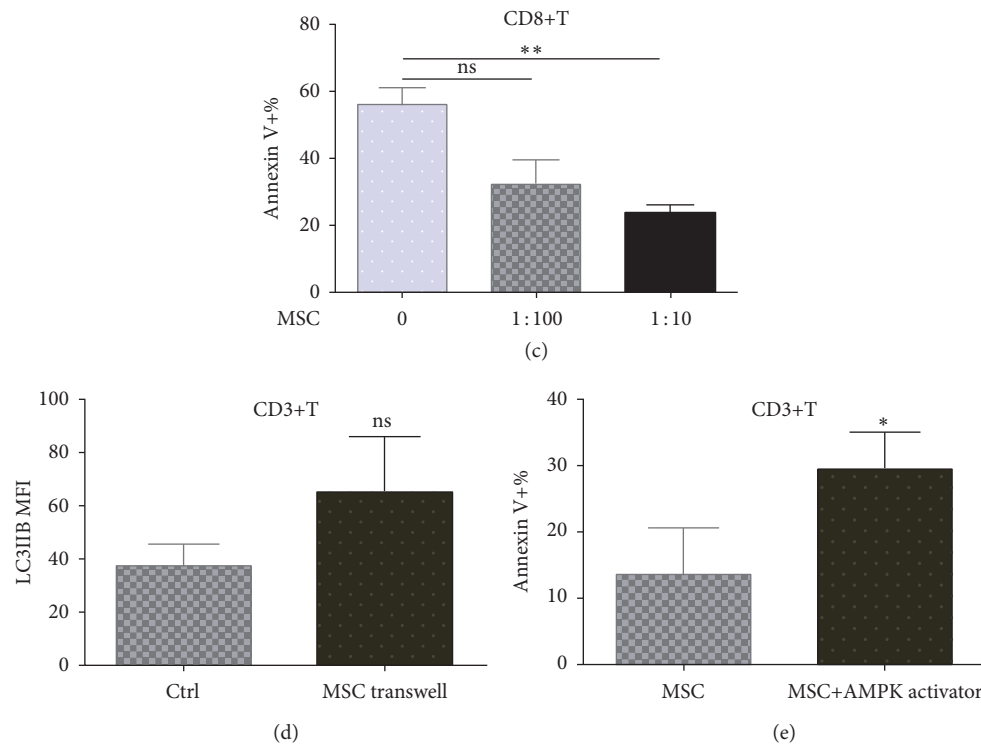 CD8+T
80
60
40
20
0
Annexin V+%
**
ns
MSC
0
1 : 100
1 : 10
(c)
CD3+T
100
80
60
40
20
0
LC3IIB MFI
ns
Ctrl
MSC transwell
(d)
CD3+T
40
30
20
10
0
Annexin V+%
*
MSC
MSC+AMPK activator
(e)